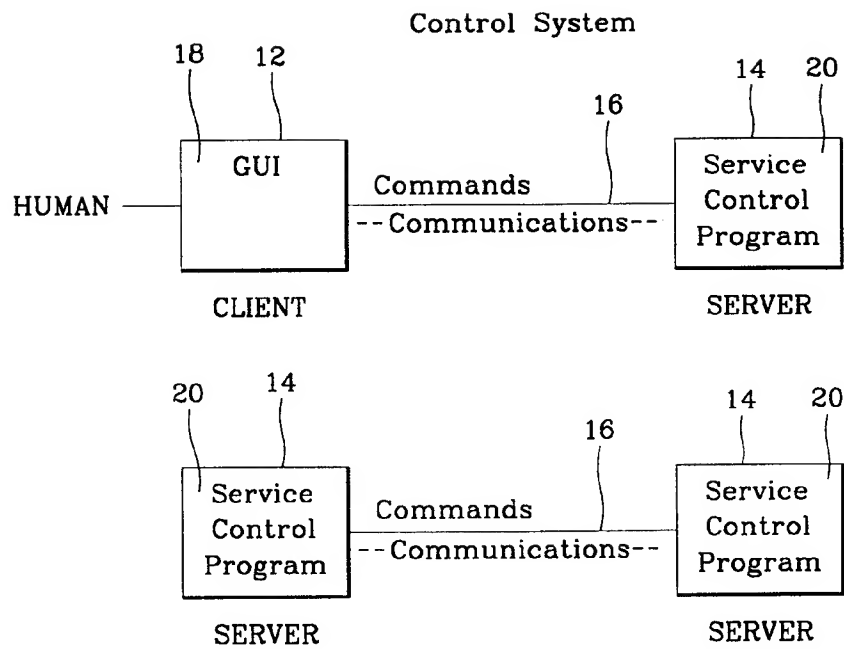 Control System
18
12
14
20
16
GUI
Service
Control
Program
HUMAN
Commands
--Communications--
CLIENT
SERVER
20
14
14
20
16
Service
Control
Program
Commands
--Communications--
Service
Control
Program
SERVER
SERVER